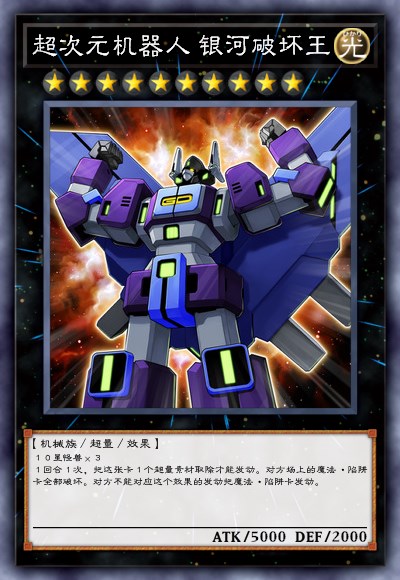 超次元机器人 银河破坏王
光
ひかり
GD
【机械族／超量／效果】
１０星怪兽×３
１回合１次，把这张卡１个超量素材取除才能发动。对方场上的魔法·陷阱
卡全部破坏。对方不能对应这个效果的发动把魔法·陷阱卡发动。
ATK/5000 DEF/2000